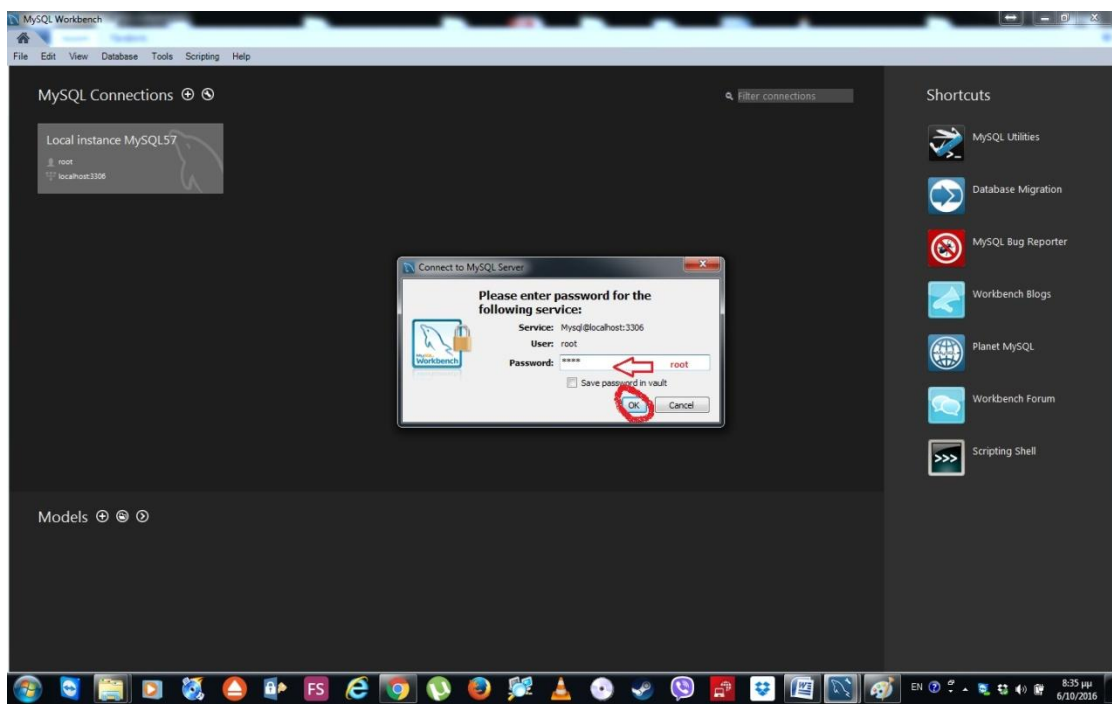 MySQL Workbench
File Edit View Database Tools Scripting Help
MySQL Connections
Filter connections
Local instance MySQL57
root
localhost:3306
Shortcuts
MySQL Utilities
Database Migration
MySQL Bug Reporter
Workbench Blogs
Planet MySQL
Workbench Forum
Scripting Shell
Connect to MySQL Server
Please enter password for the
following service:
Service: Mysql@localhost:3306
User: root
Password: **** root
Save password in vault
OK Cancel
Workbench
Models
FS
EN
8:35 μμ
6/10/2016